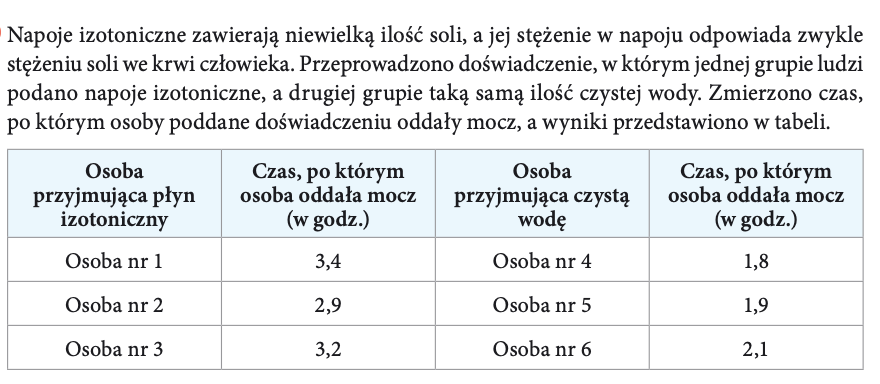 Napoje izotoniczne zawierają niewielką ilość soli, a jej stężenie w napoju odpowiada zwykle
stężeniu soli we krwi człowieka. Przeprowadzono doświadczenie, w którym jednej grupie ludzi
podano napoje izotoniczne, a drugiej grupie taką samą ilość czystej wody. Zmierzono czas,
po którym osoby poddane doświadczeniu oddały mocz, a wyniki przedstawiono w tabeli.
Osoba przyjmująca płyn izotoniczny | Czas, po którym osoba oddała mocz (w godz.) | Osoba przyjmująca czystą wodę | Czas, po którym osoba oddała mocz (w godz.)
Osoba nr 1 | 3,4 | Osoba nr 4 | 1,8
Osoba nr 2 | 2,9 | Osoba nr 5 | 1,9
Osoba nr 3 | 3,2 | Osoba nr 6 | 2,1